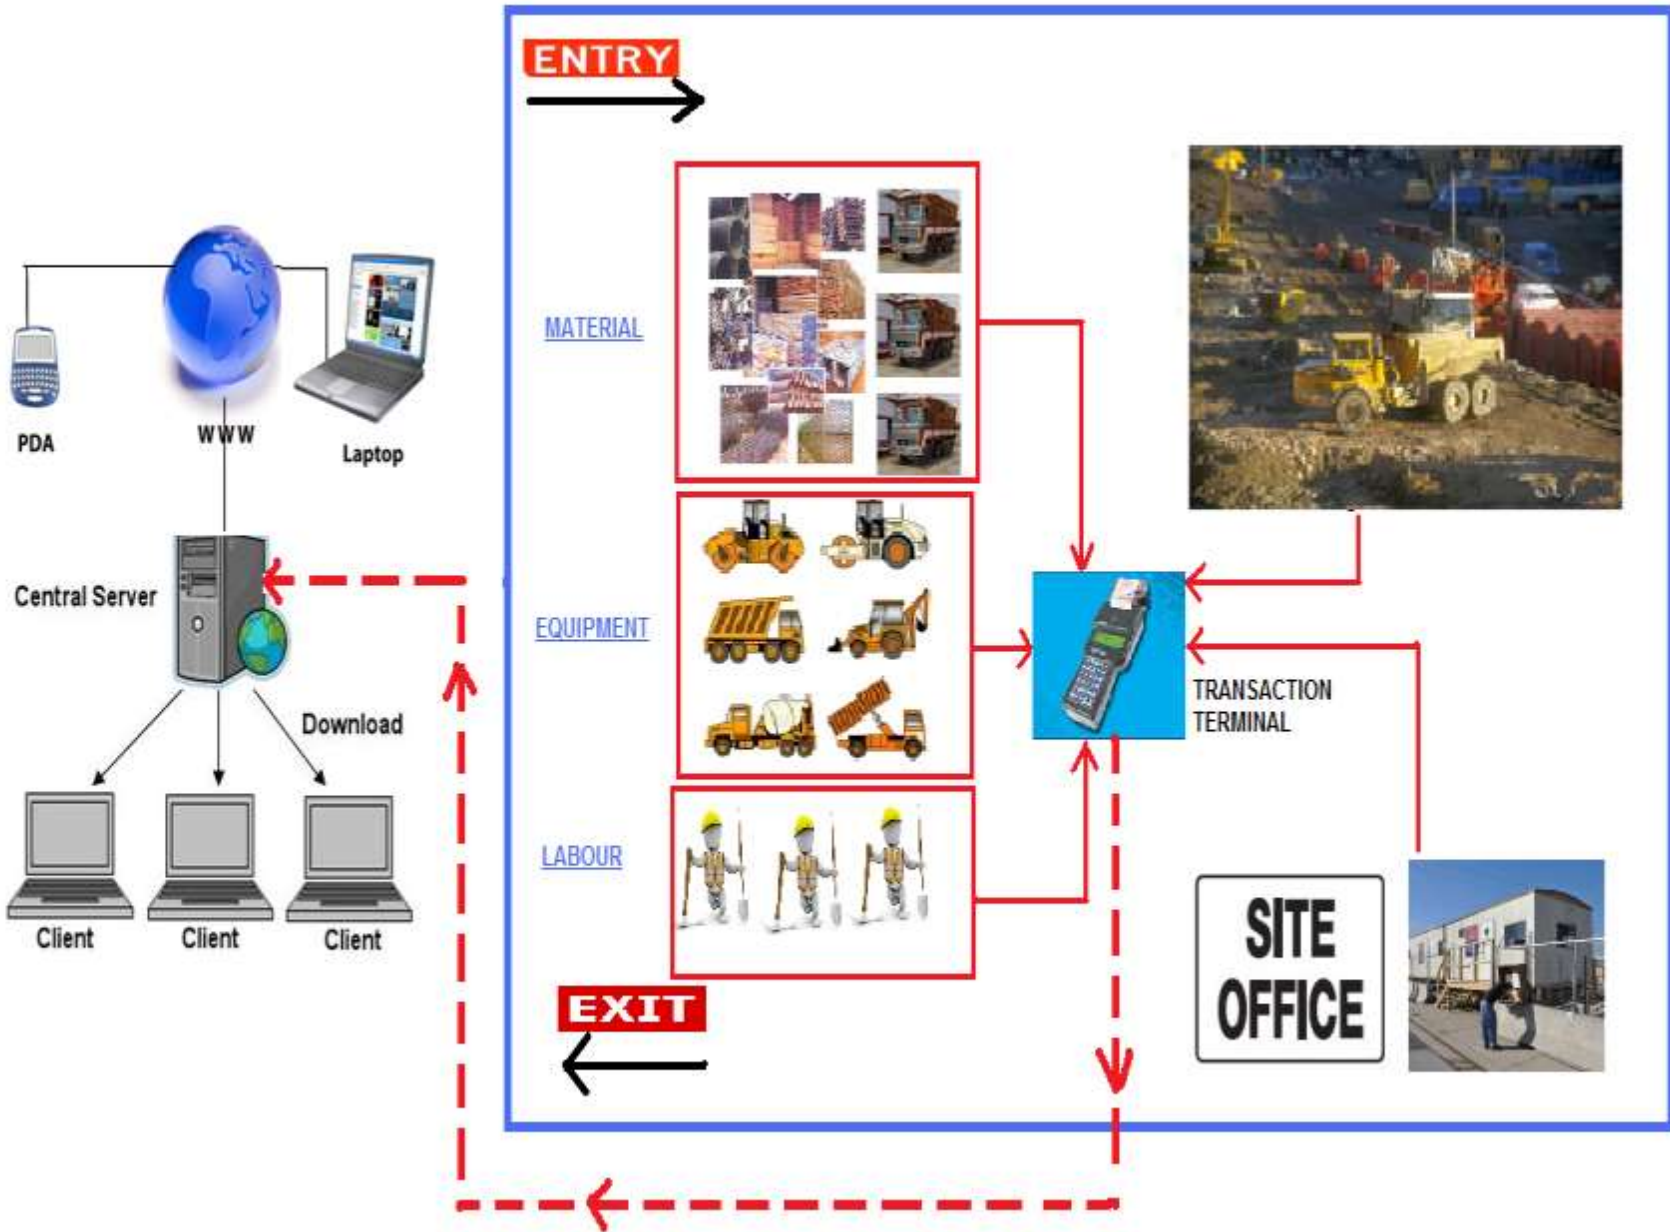 ENTRY
MATERIAL
PDA
WWW
Laptop
Central Server
EQUIPMENT
TRANSACTION
TERMINAL
Download
LABOUR
Client
Client
Client
SITE
OFFICE
EXIT